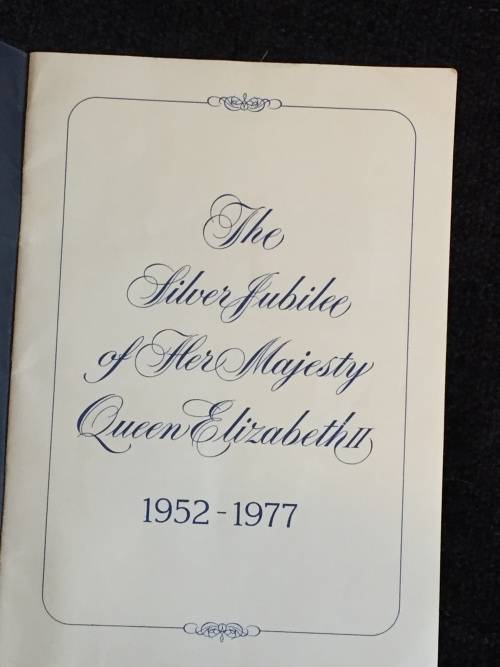 The
Silver Jubilee
of Her Majesty
Queen Elizabeth II
1952 - 1977